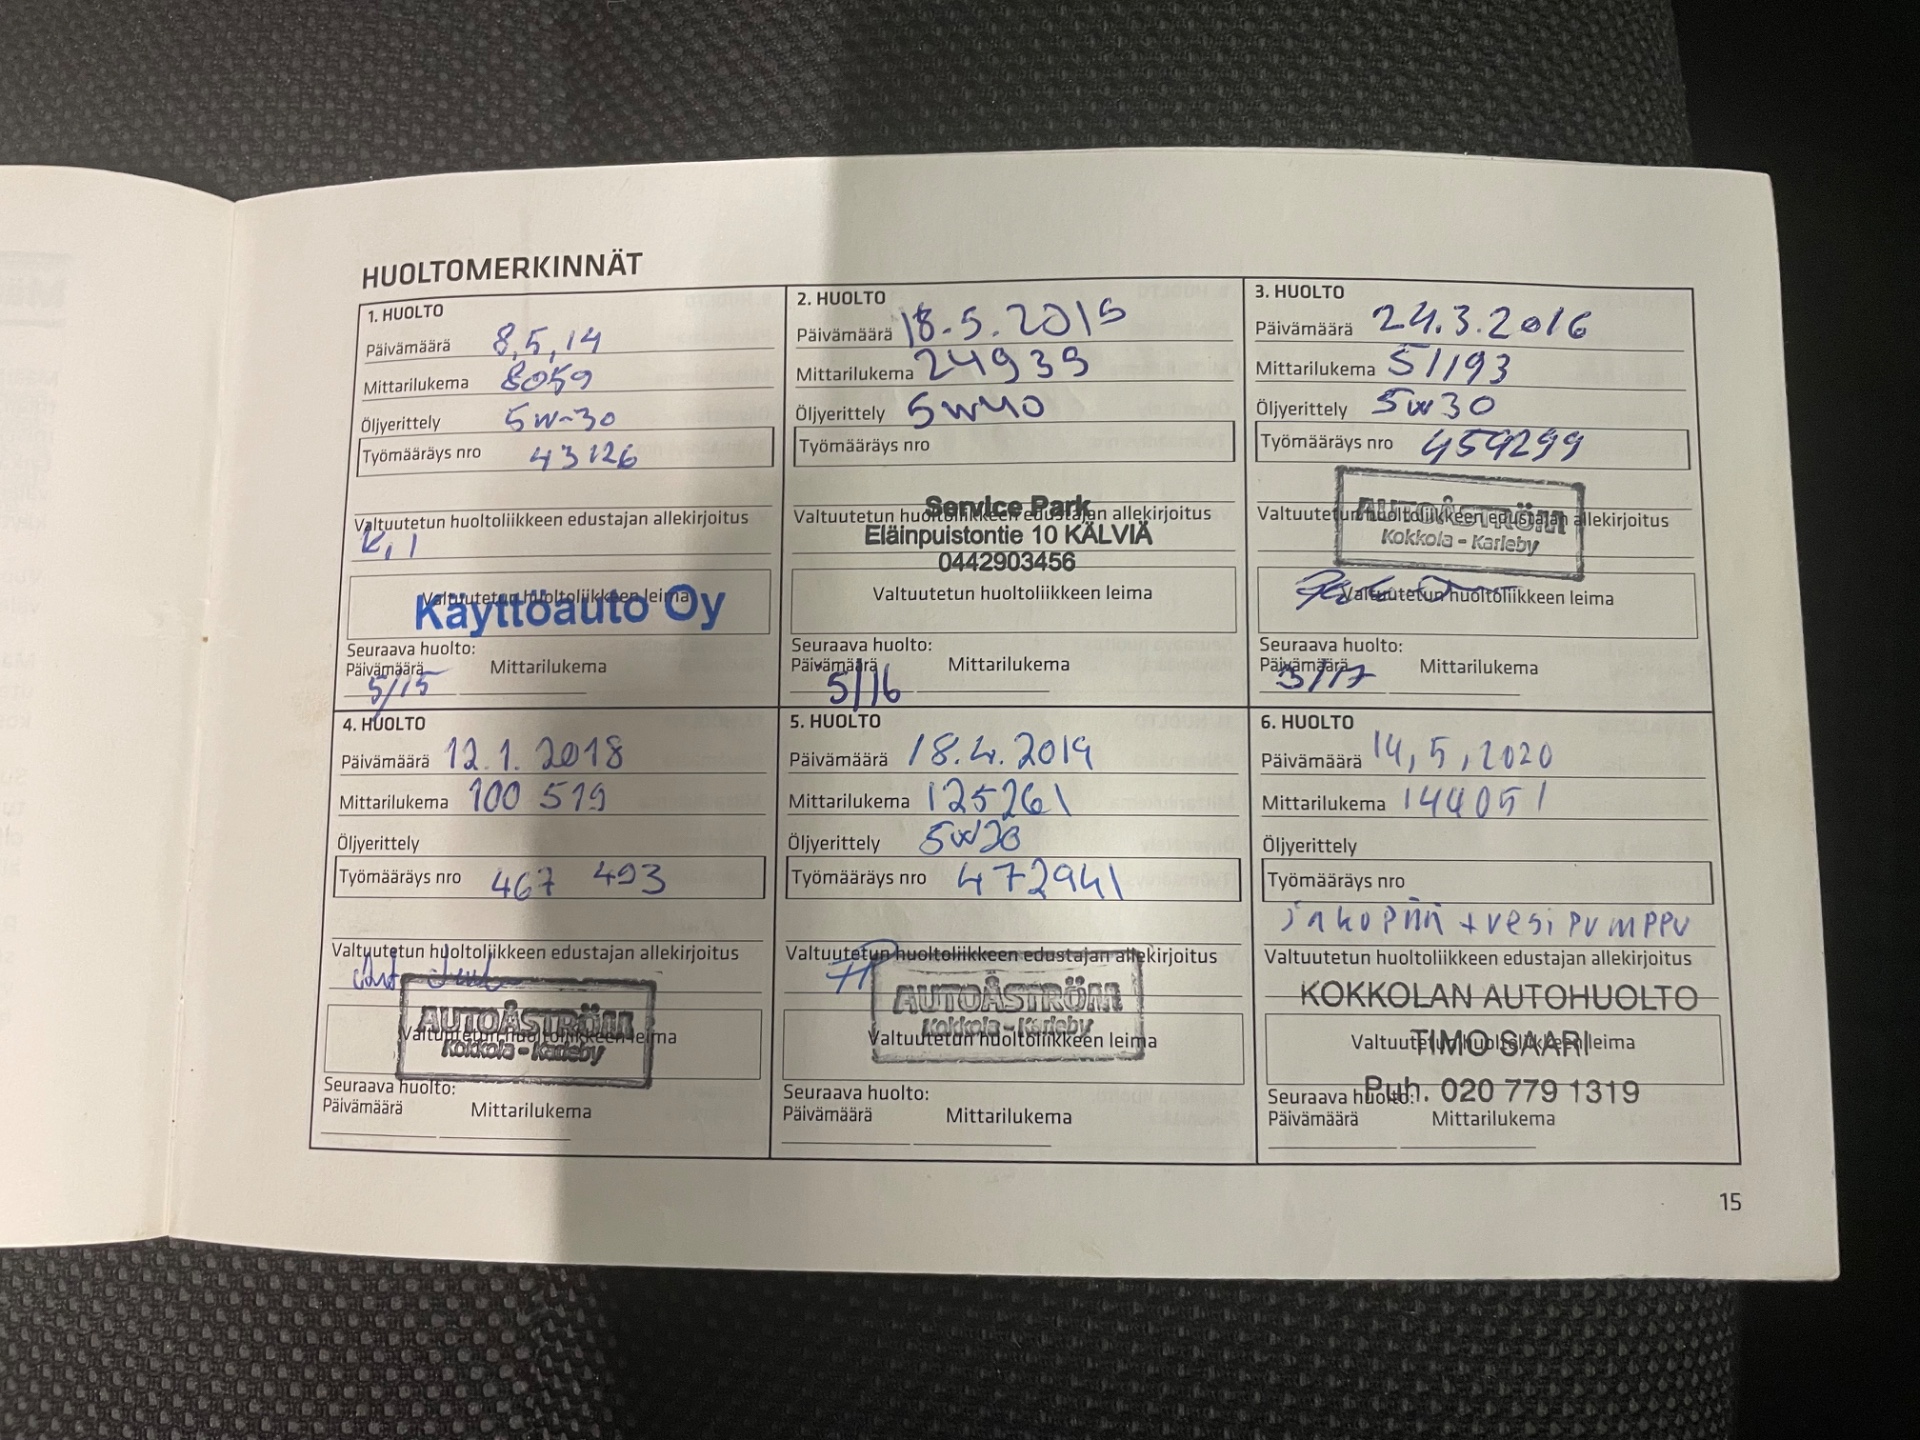 HUOLTOMERKINNÄT
1. HUOLTO
Päivämäärä 8,5,14
Mittarilukema 8059
Öljyerittely 5W-30
Työmääräys nro 43126
Valtuutetun huoltoliikkeen edustajan allekirjoitus
Valtuutetun huoltoliikkeen leima
Käyttöauto Oy
Seuraava huolto:
Päivämäärä Mittarilukema
5/15
2. HUOLTO
Päivämäärä 18.5.2015
Mittarilukema 24939
Öljyerittely 5W40
Työmääräys nro
Service Park
Valtuutetun huoltoliikkeen edustajan allekirjoitus
Eläinpuistontie 10 KÄLVIÄ
0442903456
Valtuutetun huoltoliikkeen leima
Seuraava huolto:
Päivämäärä Mittarilukema
5/16
3. HUOLTO
Päivämäärä 24.3.2016
Mittarilukema 51193
Öljyerittely 5W30
Työmääräys nro 459299
AUTOÅSTRÖM
Valtuutetun huoltoliikkeen edustajan allekirjoitus
Kokkola - Karleby
Valtuutetun huoltoliikkeen leima
Seuraava huolto:
Päivämäärä Mittarilukema
3/17
4. HUOLTO
Päivämäärä 12.1.2018
Mittarilukema 100 519
Öljyerittely
Työmääräys nro 467 493
Valtuutetun huoltoliikkeen edustajan allekirjoitus
AUTOÅSTRÖM
Valtuutetun huoltoliikkeen leima
Kokkola - Karleby
Seuraava huolto:
Päivämäärä Mittarilukema
5. HUOLTO
Päivämäärä 18.4.2019
Mittarilukema 125261
Öljyerittely
Työmääräys nro 472941
Valtuutetun huoltoliikkeen edustajan allekirjoitus
AUTOÅSTRÖM
Kokkola - Karleby
Valtuutetun huoltoliikkeen leima
Seuraava huolto:
Päivämäärä Mittarilukema
6. HUOLTO
Päivämäärä 14,5,2020
Mittarilukema 144051
Öljyerittely
Työmääräys nro
jakopää + vesipumppu
Valtuutetun huoltoliikkeen edustajan allekirjoitus
KOKKOLAN AUTOHUOLTO
Valtuutetun huoltoliikkeen leima
TIMO SAARI
Puh. 020 779 1319
Seuraava huolto:
Päivämäärä Mittarilukema
15